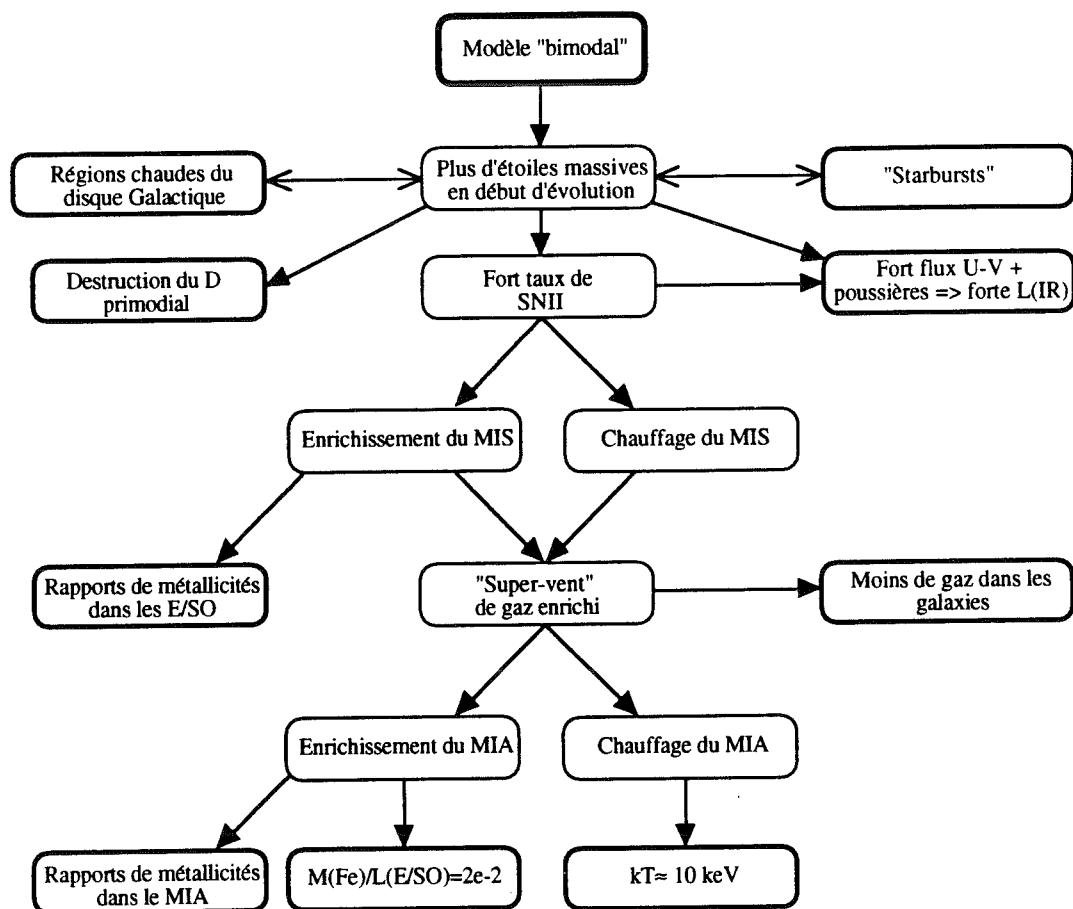 Modèle "bimodal"
Régions chaudes du
disque Galactique
Plus d'étoiles massives
en début d'évolution
"Starbursts"
Destruction du D
primodial
Fort taux de
SNII
Fort flux U-V +
poussières => forte L(IR)
Enrichissement du MIS
Chauffage du MIS
Rapports de métallicités
dans les E/SO
"Super-vent"
de gaz enrichi
Moins de gaz dans les
galaxies
Enrichissement du MIA
Chauffage du MIA
Rapports de métallicités
dans le MIA
M(Fe)/L(E/SO)=2e-2
kT≈ 10 keV